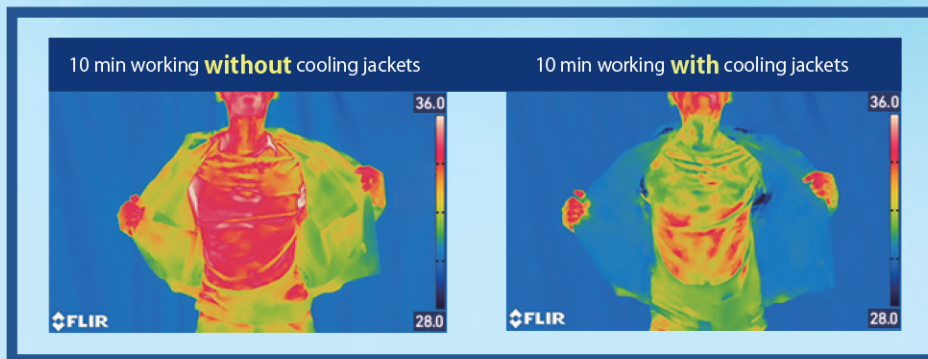 10 min working without cooling jackets
10 min working with cooling jackets
36.0
36.0
FLIR
28.0
FLIR
28.0